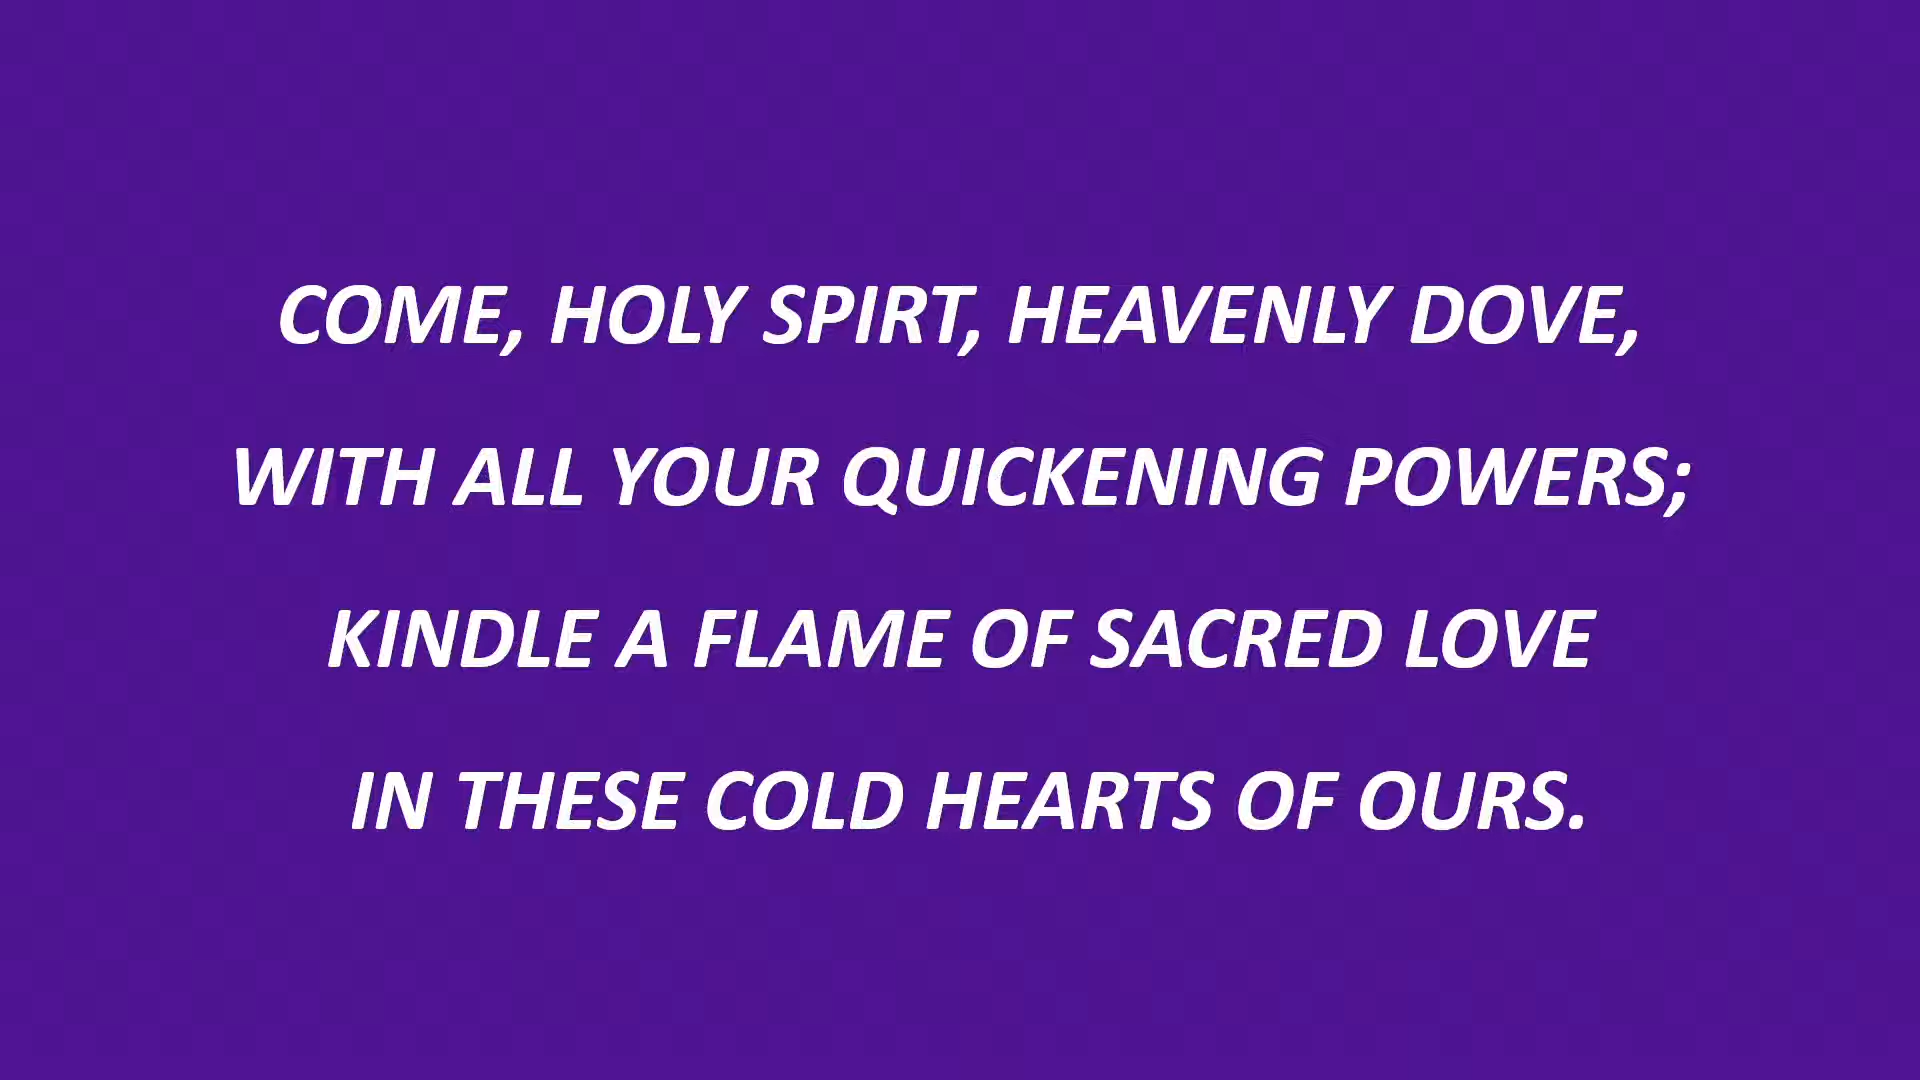 COME, HOLY SPIRT, HEAVENLY DOVE,
WITH ALL YOUR QUICKENING POWERS;
KINDLE A FLAME OF SACRED LOVE
IN THESE COLD HEARTS OF OURS.